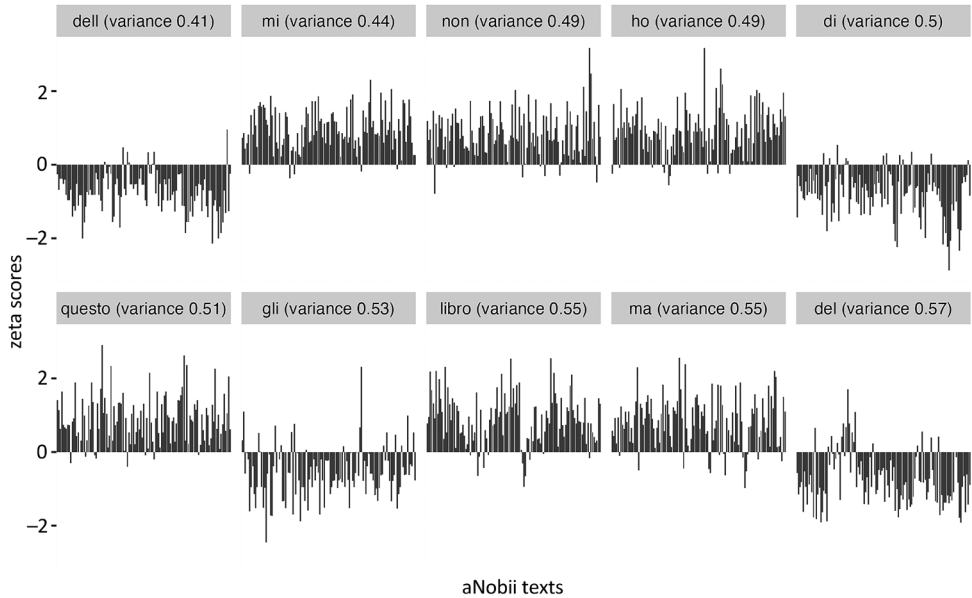 dell (variance 0.41) mi (variance 0.44) non (variance 0.49) ho (variance 0.49) di (variance 0.5)
2
0
−2
zeta scores
questo (variance 0.51) gli (variance 0.53) libro (variance 0.55) ma (variance 0.55) del (variance 0.57)
2
0
−2
aNobii texts